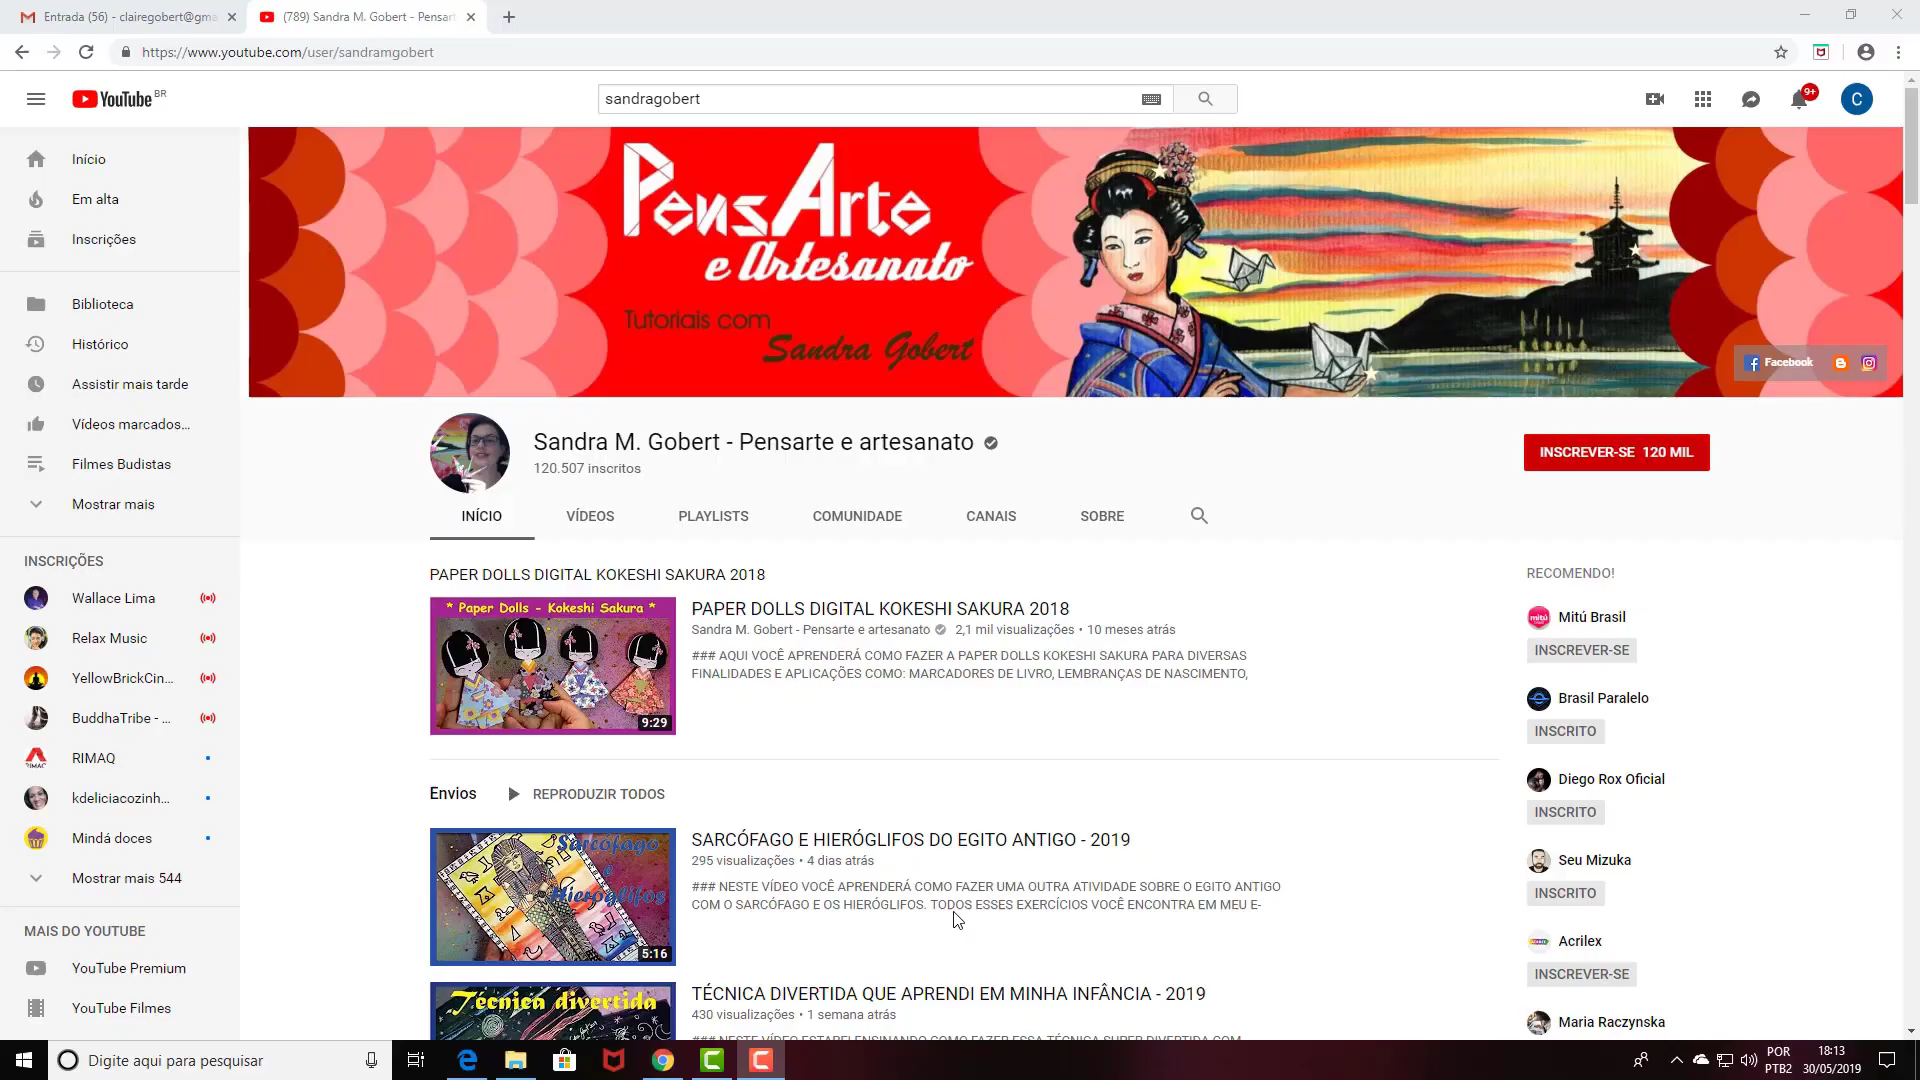 Entrada (56) - clairegobert@gma
(789) Sandra M. Gobert - Pensart
https://www.youtube.com/user/sandramgobert
YouTube BR
sandragobert
9+
C
Início
Em alta
Inscrições
Biblioteca
Histórico
Assistir mais tarde
Vídeos marcados...
Filmes Budistas
Mostrar mais
INSCRIÇÕES
Wallace Lima
Relax Music
YellowBrickCin...
BuddhaTribe - ...
RIMAQ
kdeliciacozinh...
Mindá doces
Mostrar mais 544
MAIS DO YOUTUBE
YouTube Premium
YouTube Filmes
PensArte
e Artesanato
Tutoriais com
Sandra Gobert
Facebook
Sandra M. Gobert - Pensarte e artesanato
120.507 inscritos
INSCREVER-SE 120 MIL
INÍCIO
VÍDEOS
PLAYLISTS
COMUNIDADE
CANAIS
SOBRE
PAPER DOLLS DIGITAL KOKESHI SAKURA 2018
* Paper Dolls - Kokeshi Sakura *
9:29
PAPER DOLLS DIGITAL KOKESHI SAKURA 2018
Sandra M. Gobert - Pensarte e artesanato 2,1 mil visualizações • 10 meses atrás
### AQUI VOCÊ APRENDERÁ COMO FAZER A PAPER DOLLS KOKESHI SAKURA PARA DIVERSAS
FINALIDADES E APLICAÇÕES COMO: MARCADORES DE LIVRO, LEMBRANÇAS DE NASCIMENTO,
Envios
REPRODUZIR TODOS
Sarcófago
e
Hieróglifos
5:16
SARCÓFAGO E HIERÓGLIFOS DO EGITO ANTIGO - 2019
295 visualizações • 4 dias atrás
### NESTE VÍDEO VOCÊ APRENDERÁ COMO FAZER UMA OUTRA ATIVIDADE SOBRE O EGITO ANTIGO
COM O SARCÓFAGO E OS HIERÓGLIFOS. TODOS ESSES EXERCÍCIOS VOCÊ ENCONTRA EM MEU E-
Técnica divertida
TÉCNICA DIVERTIDA QUE APRENDI EM MINHA INFÂNCIA - 2019
430 visualizações • 1 semana atrás
### NESTE VÍDEO ESTAREI ENSINANDO COMO FAZER ESSA TÉCNICA SUPER DIVERTIDA COM
RECOMENDO!
Mitú Brasil
INSCREVER-SE
Brasil Paralelo
INSCRITO
Diego Rox Oficial
INSCRITO
Seu Mizuka
INSCRITO
Acrilex
INSCREVER-SE
Maria Raczynska
Digite aqui para pesquisar
POR
PTB2
18:13
30/05/2019